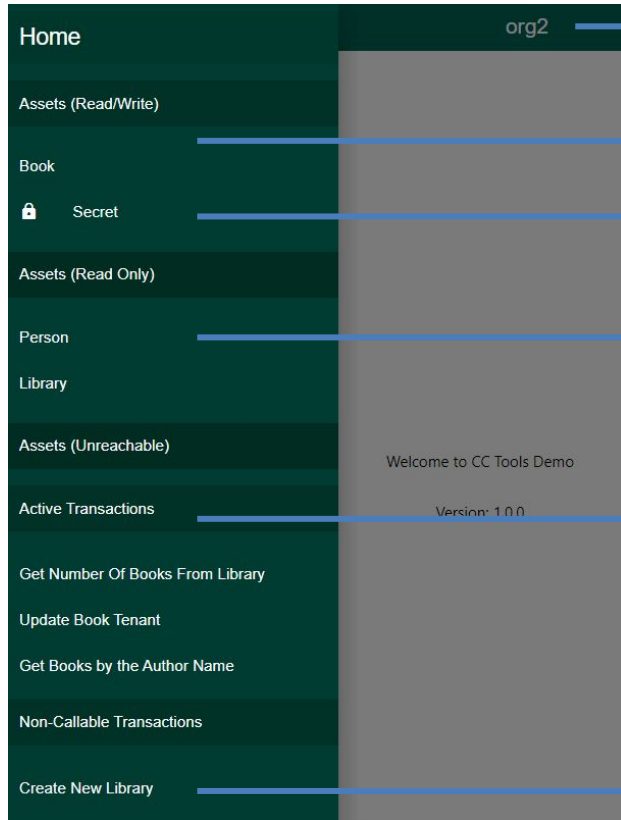 Home
org2
Assets (Read/Write)
Book
Secret
Assets (Read Only)
Person
Library
Assets (Unreachable)
Welcome to CC Tools Demo
Active Transactions
Version: 1.0.0
Get Number Of Books From Library
Update Book Tenant
Get Books by the Author Name
Non-Callable Transactions
Create New Library